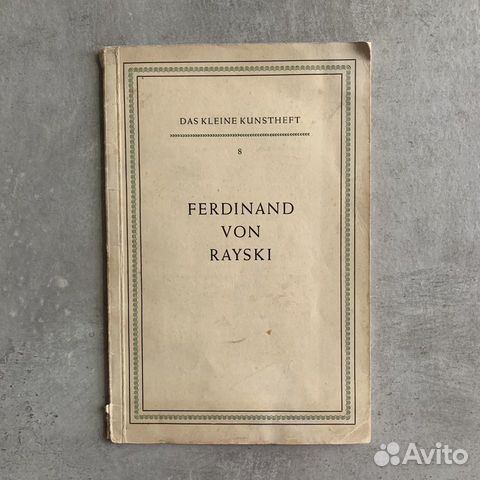 DAS KLEINE KUNSTHEFT
8
FERDINAND
VON
RAYSKI
Avito